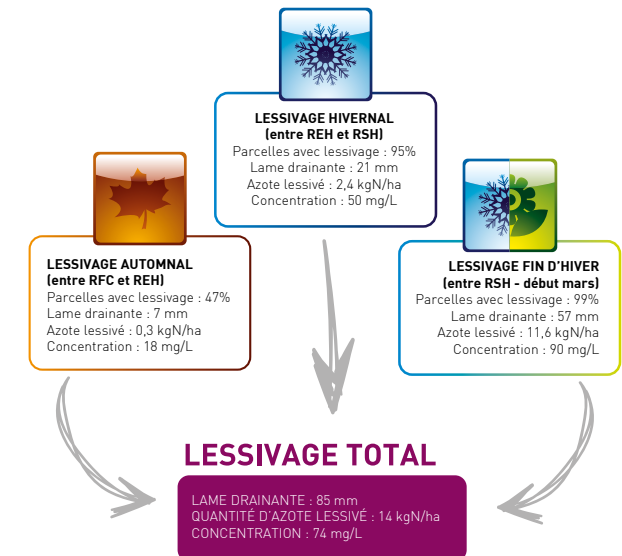 LESSIVAGE HIVERNAL
(entre REH et RSH)
Parcelles avec lessivage : 95%
Lame drainante : 21 mm
Azote lessivé : 2,4 kgN/ha
Concentration : 50 mg/L
LESSIVAGE AUTOMNAL
(entre RFC et REH)
Parcelles avec lessivage : 47%
Lame drainante : 7 mm
Azote lessivé : 0,3 kgN/ha
Concentration : 18 mg/L
LESSIVAGE FIN D'HIVER
(entre RSH - début mars)
Parcelles avec lessivage : 99%
Lame drainante : 57 mm
Azote lessivé : 11,6 kgN/ha
Concentration : 90 mg/L
LESSIVAGE TOTAL
LAME DRAINANTE : 85 mm
QUANTITÉ D'AZOTE LESSIVÉ : 14 kgN/ha
CONCENTRATION : 74 mg/L